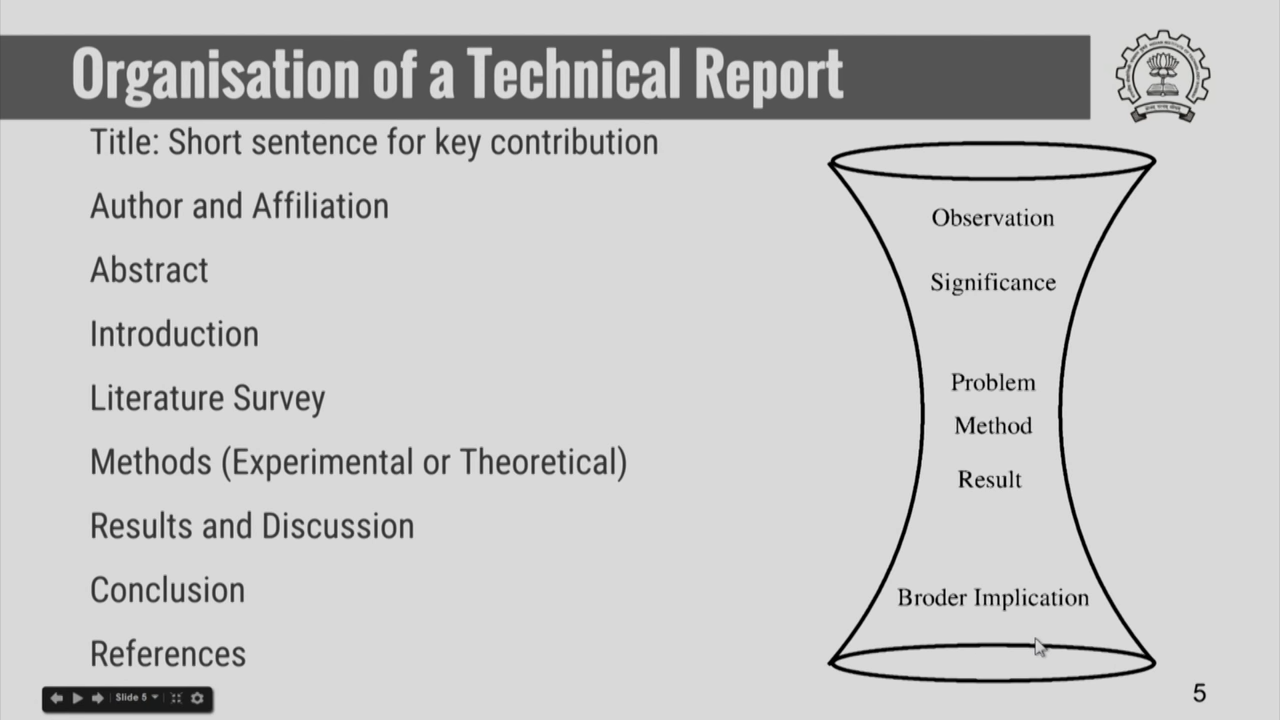 Organisation of a Technical Report
Title: Short sentence for key contribution
Author and Affiliation
Abstract
Introduction
Literature Survey
Methods (Experimental or Theoretical)
Results and Discussion
Conclusion
References
Observation
Significance
Problem
Method
Result
Broder Implication
Slide 5
5